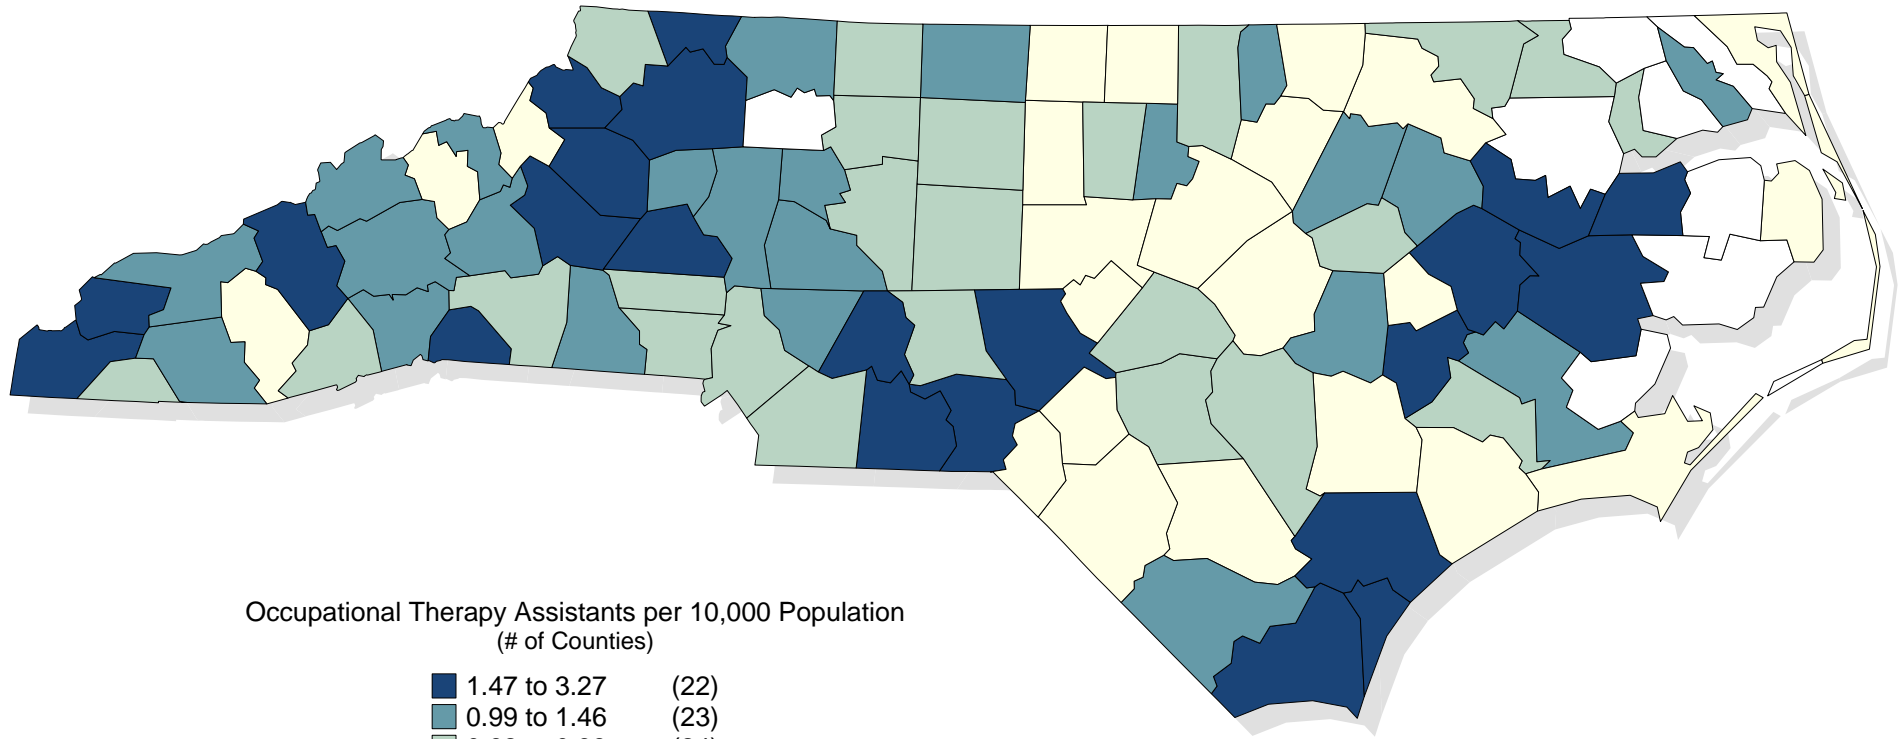 Occupational Therapy Assistants per 10,000 Population
(# of Counties)
1.47 to 3.27 (22)
0.99 to 1.46 (23)